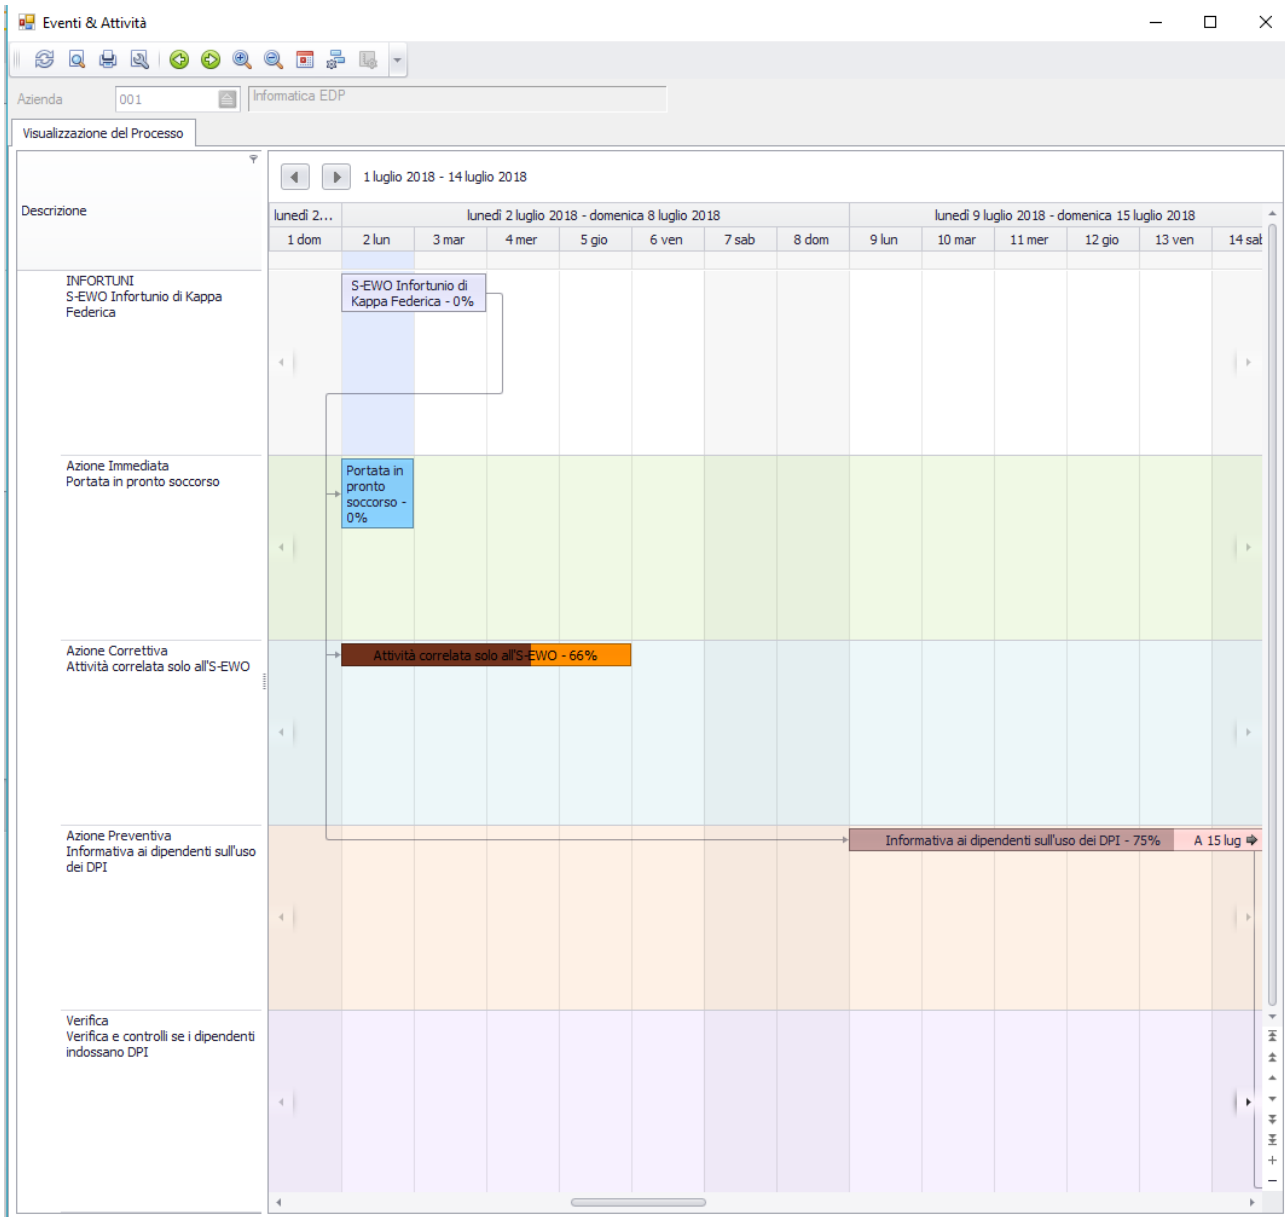 Eventi & Attività
Azienda
001
Informatica EDP
Visualizzazione del Processo
1 luglio 2018 - 14 luglio 2018
Descrizione
lunedì 2...
lunedì 2 luglio 2018 - domenica 8 luglio 2018
lunedì 9 luglio 2018 - domenica 15 luglio 2018
1 dom
2 lun
3 mar
4 mer
5 gio
6 ven
7 sab
8 dom
9 lun
10 mar
11 mer
12 gio
13 ven
14 sab
INFORTUNI
S-EWO Infortunio di Kappa
Federica
S-EWO Infortunio di
Kappa Federica - 0%
Azione Immediata
Portata in pronto soccorso
Portata in
pronto
soccorso -
0%
Azione Correttiva
Attività correlata solo all'S-EWO
Attività correlata solo all'S-EWO - 66%
Azione Preventiva
Informativa ai dipendenti sull'uso
dei DPI
Informativa ai dipendenti sull'uso dei DPI - 75%
A 15 lug
Verifica
Verifica e controlli se i dipendenti
indossano DPI